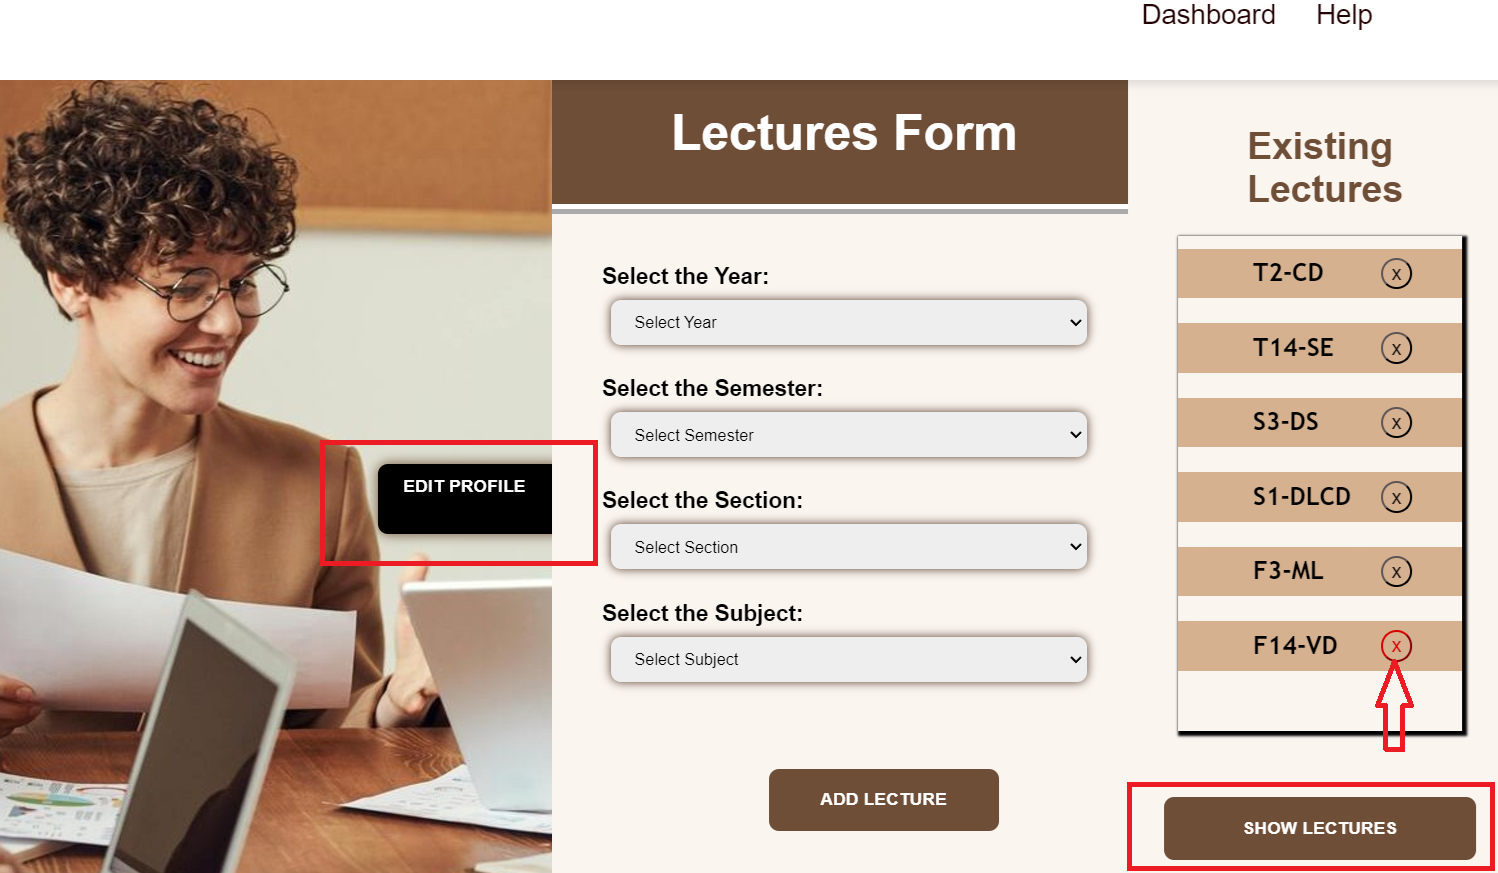 Dashboard Help
Lectures Form
Select the Year:
Select Year
Select the Semester:
Select Semester
Select the Section:
Select Section
Select the Subject:
Select Subject
ADD LECTURE
EDIT PROFILE
Existing
Lectures
T2-CD x
T14-SE x
S3-DS x
S1-DLCD x
F3-ML x
F14-VD x
SHOW LECTURES